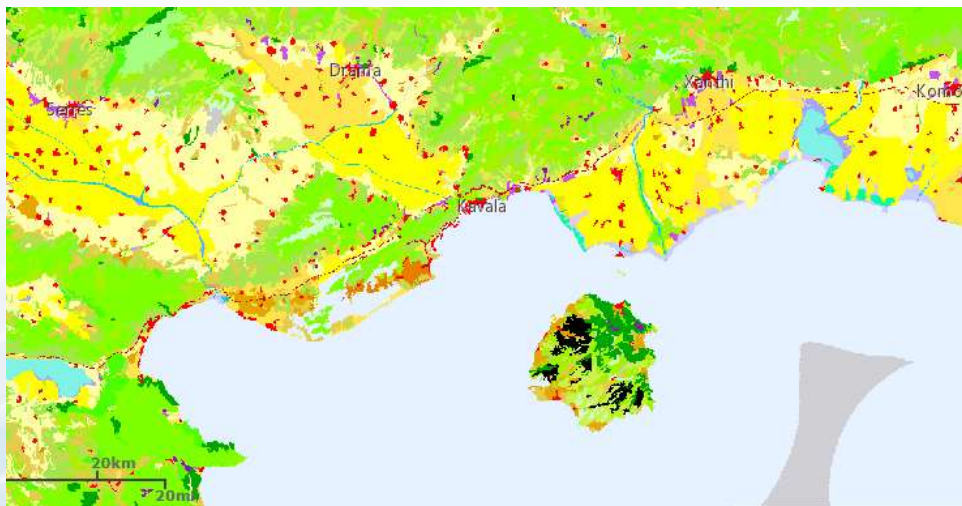 Drama
Xanthi
Serres
Komo
Kavala
20km
20mi